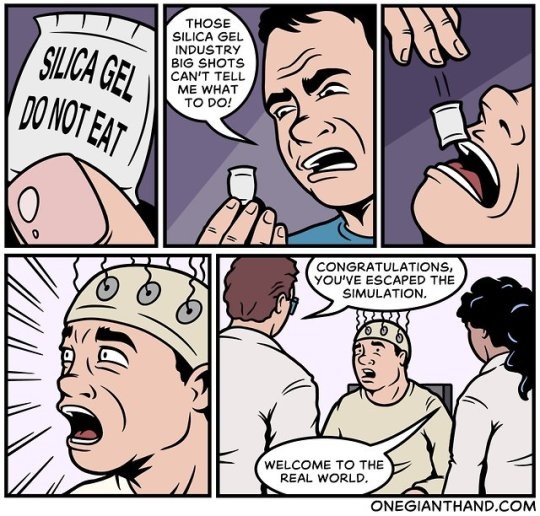 SILICA GEL
DO NOT EAT
THOSE
SILICA GEL
INDUSTRY
BIG SHOTS
CAN'T TELL
ME WHAT
TO DO!
CONGRATULATIONS,
YOU'VE ESCAPED THE
SIMULATION.
WELCOME TO THE
REAL WORLD.
ONEGIANTHAND.COM